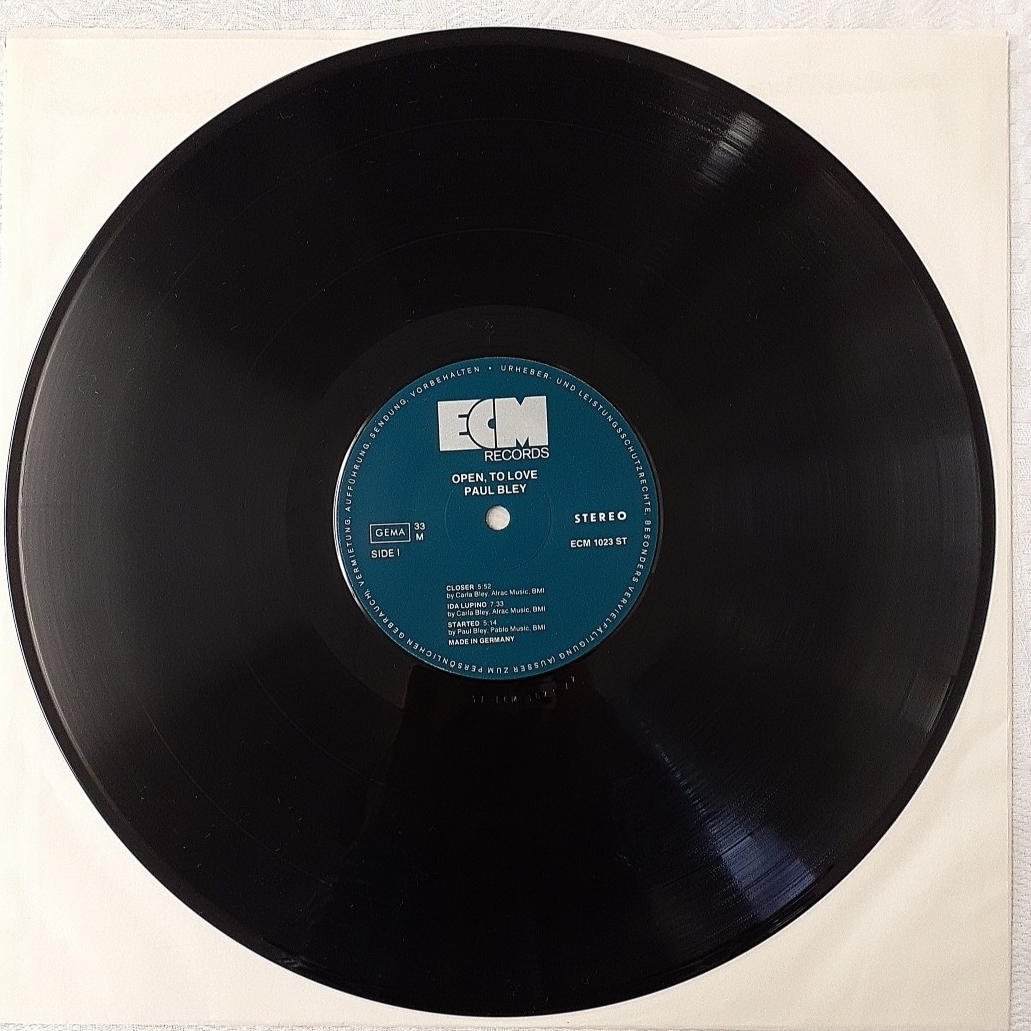 URHEBER- UND LEISTUNGSSCHUTZRECHTE, BESONDERS VERVIELFÄLTIGUNG (AUSSER ZUM PERSÖNLICHEN GEBRAUCH), VERMIETUNG, AUFFÜHRUNG, SENDUNG, VORBEHALTEN •
ECM
RECORDS
OPEN, TO LOVE
PAUL BLEY
GEMA 33
M
SIDE I
STEREO
ECM 1023 ST
CLOSER 5:52
by Carla Bley, Alrac Music, BMI
IDA LUPINO 7:33
by Carla Bley, Alrac Music, BMI
STARTED 5:14
by Paul Bley, Pablo Music, BMI
MADE IN GERMANY